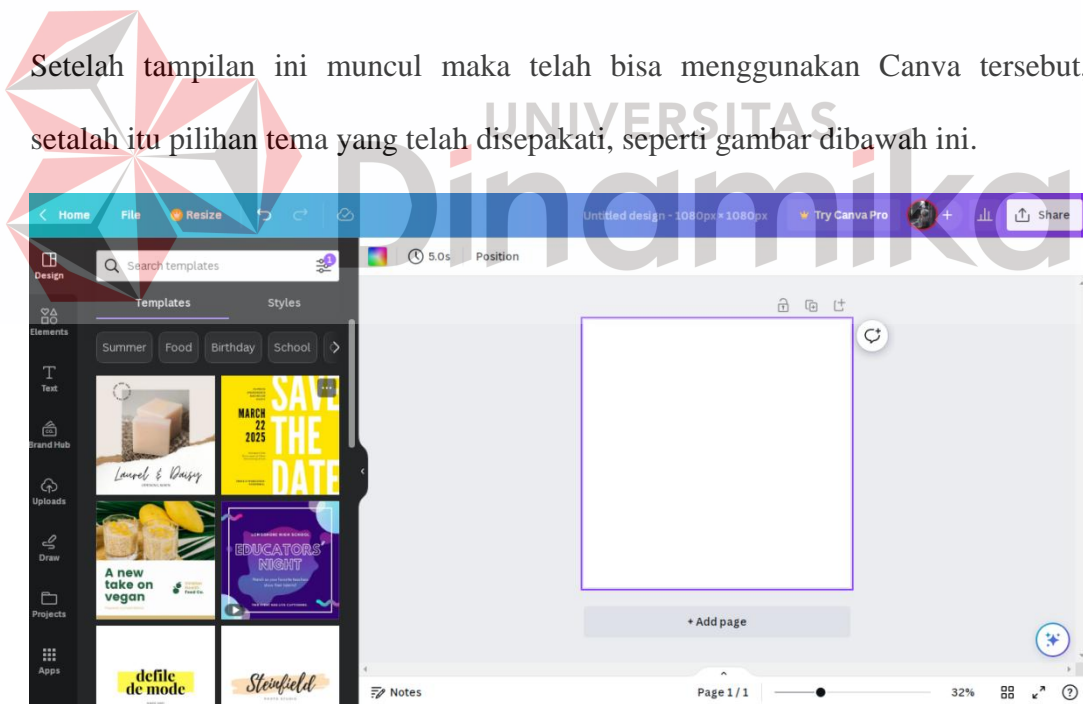 Setelah tampilan ini muncul maka telah bisa menggunakan Canva tersebut,
setalah itu pilihan tema yang telah disepakati, seperti gambar dibawah ini.
UNIVERSITAS
Dinamika
Home File Resize Untitled design - 1080px × 1080px Try Canva Pro + Share
Design
Search templates
1
5.0s Position
Templates Styles
Elements
Summer Food Birthday School
Text
Brand Hub
Uploads
Draw
Projects
Apps
Laurel & Daisy
MARCH
22
2025
SAVE
THE
DATE
A new
take on
vegan
EDUCATORS'
NIGHT
defile
de mode
Steinfield
+ Add page
Notes Page 1 / 1 32%